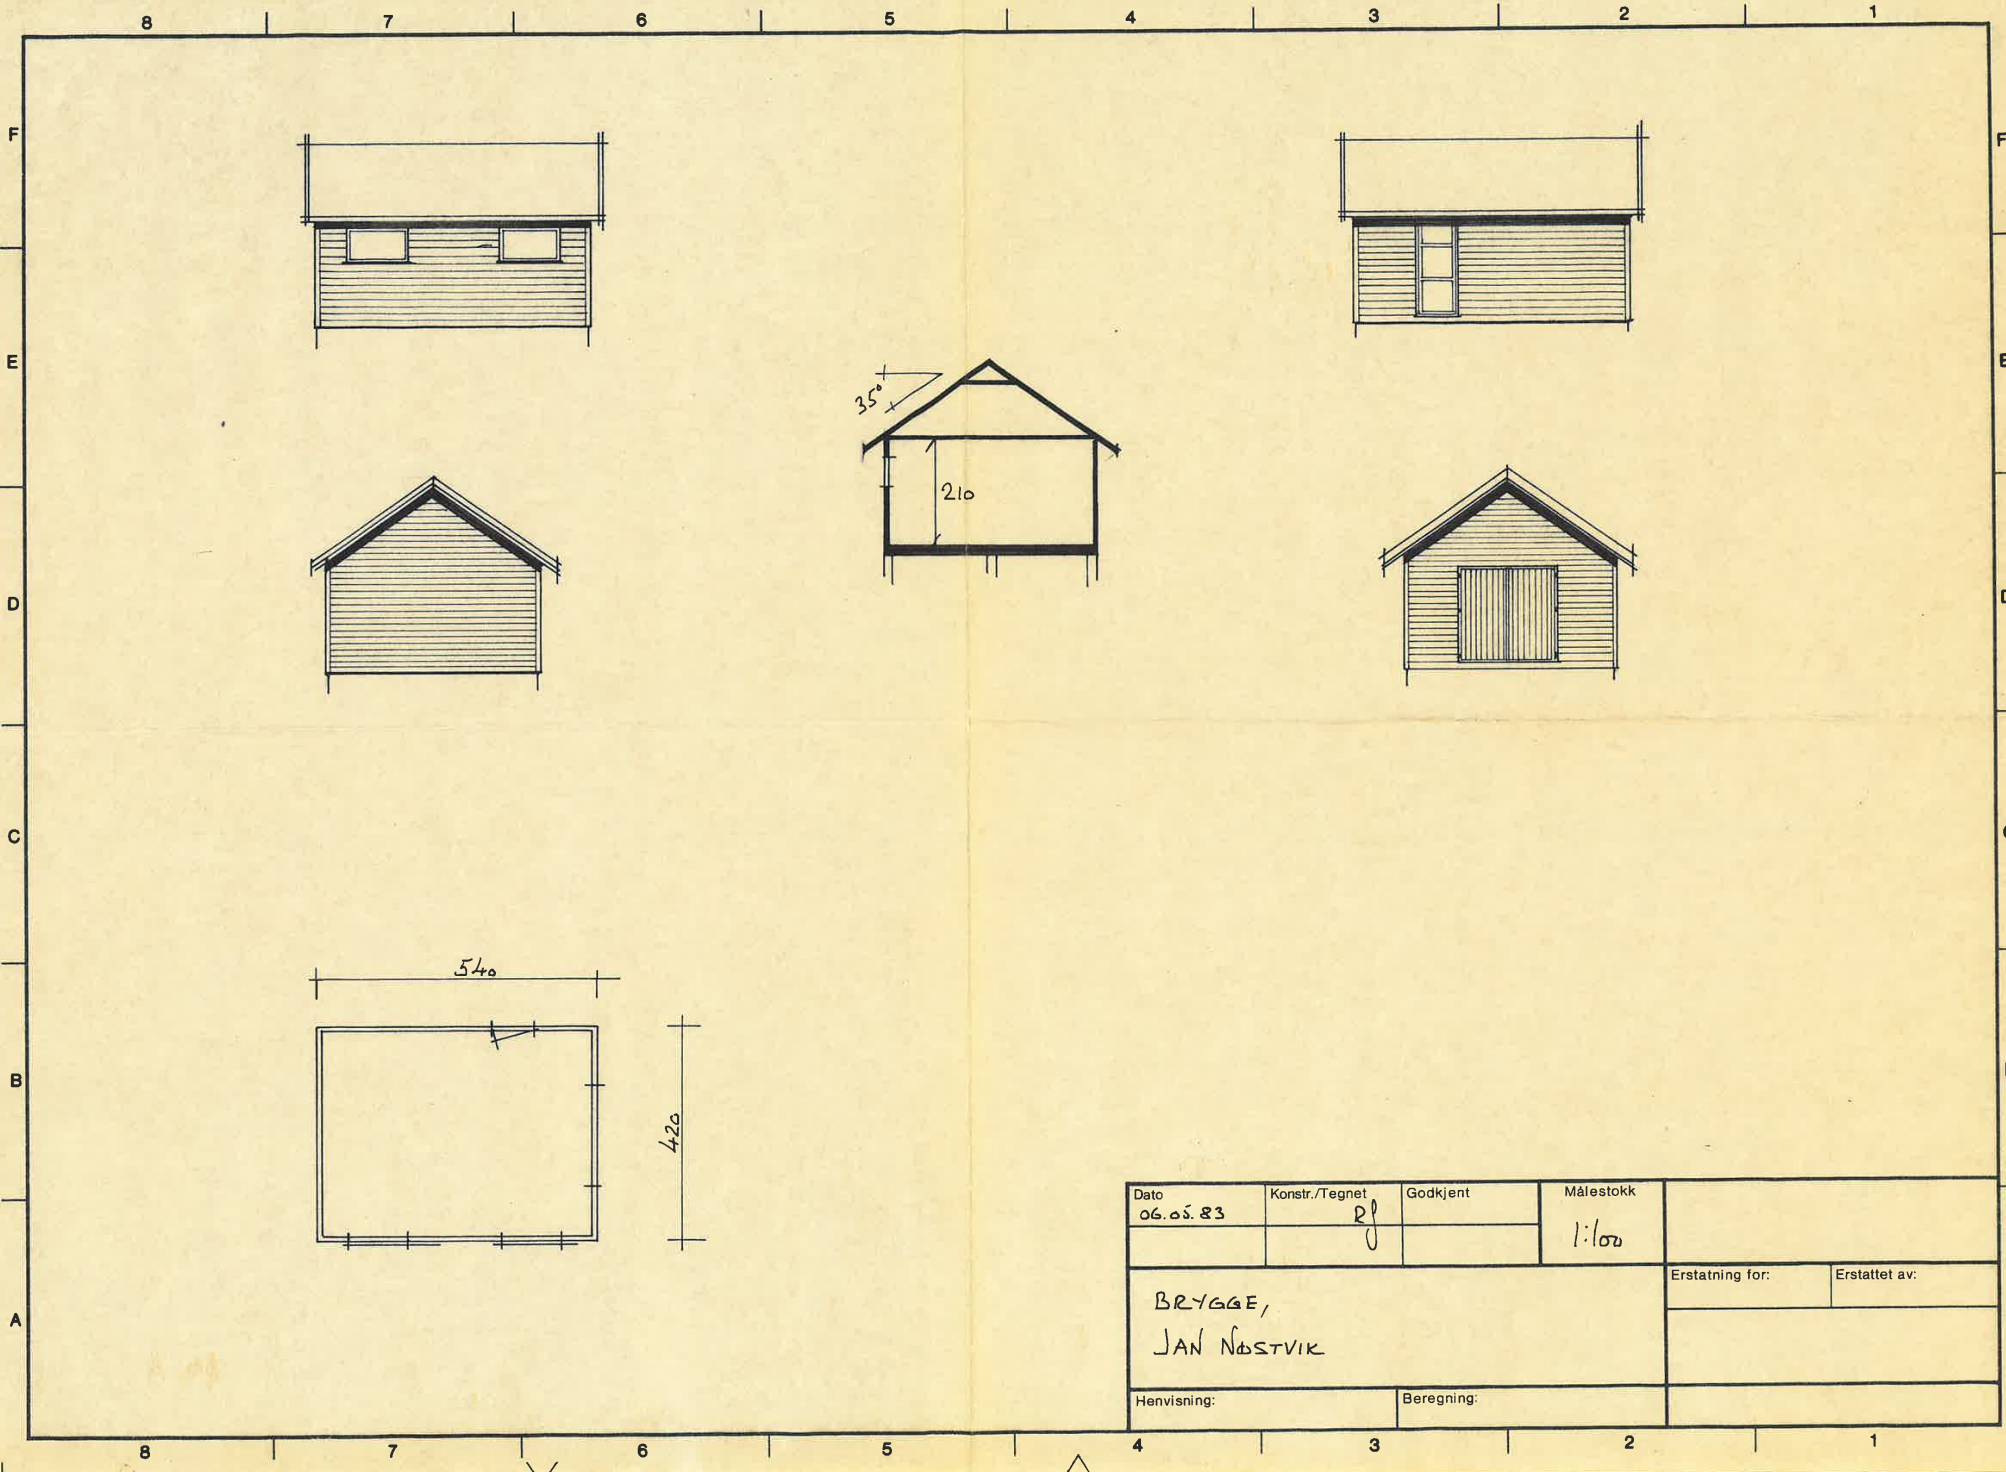 8 7 6 5 4 3 2 1
F F
E E
35°
210
D D
C C
540
B B
420
Dato Konstr./Tegnet Godkjent Målestokk
06.05.83 RJ 1:100
Erstatning for: Erstattet av:
BRYGGE,
JAN NØSTVIK
A
Henvisning: Beregning:
8 7 6 5 4 3 2 1